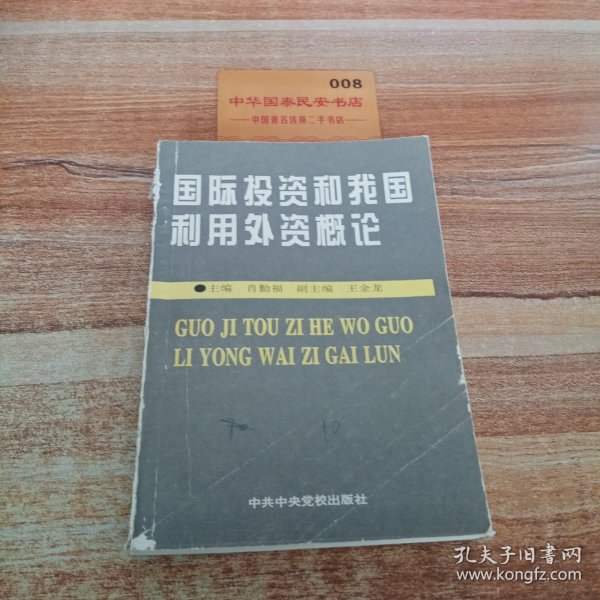 008
中华国泰民安书店
——中国著名优质二手书店——
国际投资和我国
利用外资概论
●主编 肖勤福 副主编 王金龙
GUO JI TOU ZI HE WO GUO
LI YONG WAI ZI GAI LUN
12
中共中央党校出版社
孔夫子旧书网
www.kongfz.com